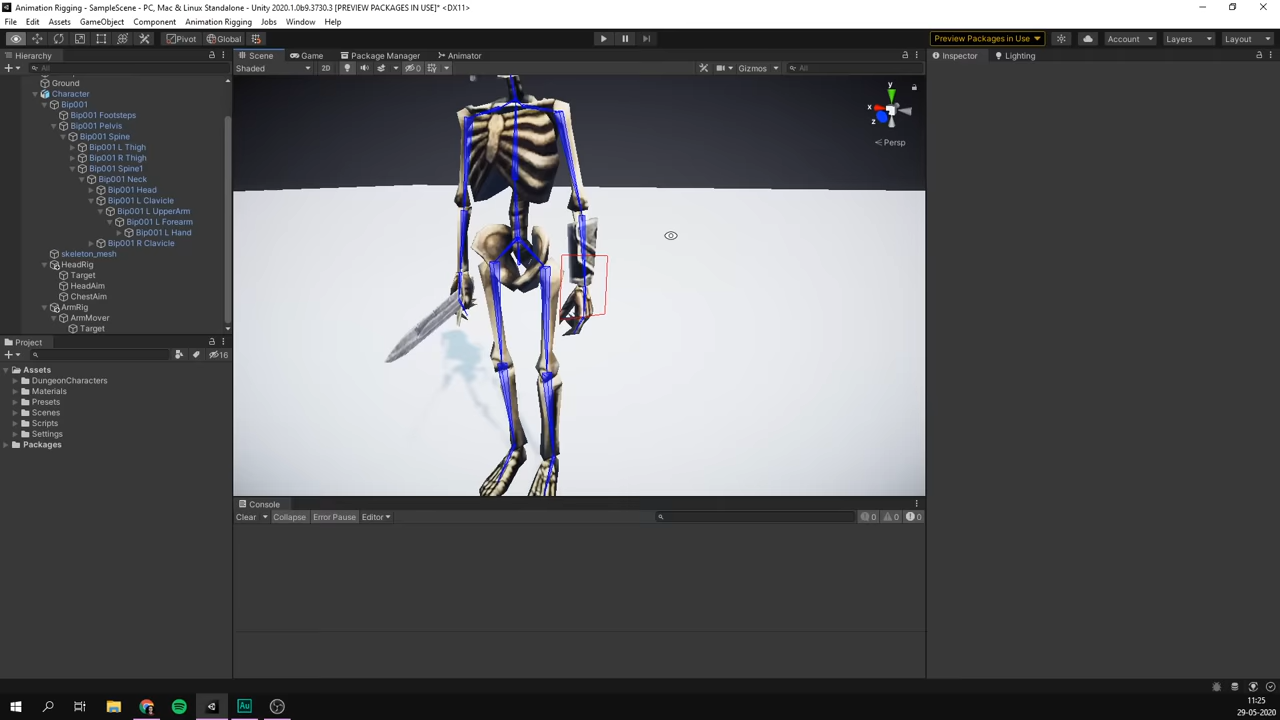 Animation Rigging - SampleScene - PC, Mac & Linux Standalone - Unity 2020.1.0b9.3730.3 [PREVIEW PACKAGES IN USE]* <DX11>
File Edit Assets GameObject Component Animation Rigging Jobs Window Help
Pivot Global Preview Packages in Use Account Layers Layout
Hierarchy Scene Game Package Manager Animator Inspector Lighting
All Shaded 2D 0 Gizmos All
Ground
Character
Bip001
Bip001 Footsteps
Bip001 Pelvis
Bip001 Spine
Bip001 L Thigh
Bip001 R Thigh
Bip001 Spine1
Bip001 Neck
Bip001 Head
Bip001 L Clavicle
Bip001 L UpperArm
Bip001 L Forearm
Bip001 L Hand
Bip001 R Clavicle
skeleton_mesh
HeadRig
Target
HeadAim
ChestAim
ArmRig
ArmMover
Target
y
x
z
Persp
Project
16
Assets
DungeonCharacters
Materials
Presets
Scenes
Scripts
Settings
Packages
Console
Clear Collapse Error Pause Editor 0 0 0
Au
11:25
29-05-2020